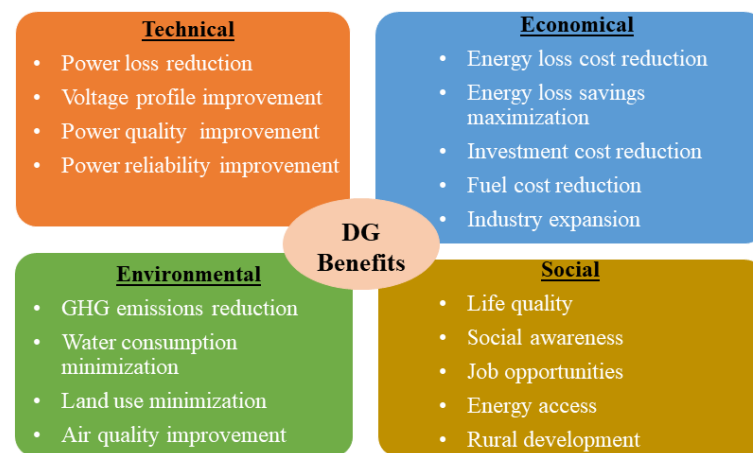 Technical
• Power loss reduction
• Voltage profile improvement
• Power quality improvement
• Power reliability improvement
Economical
• Energy loss cost reduction
• Energy loss savings
maximization
• Investment cost reduction
• Fuel cost reduction
• Industry expansion
DG
Benefits
Environmental
• GHG emissions reduction
• Water consumption
minimization
• Land use minimization
• Air quality improvement
Social
• Life quality
• Social awareness
• Job opportunities
• Energy access
• Rural development